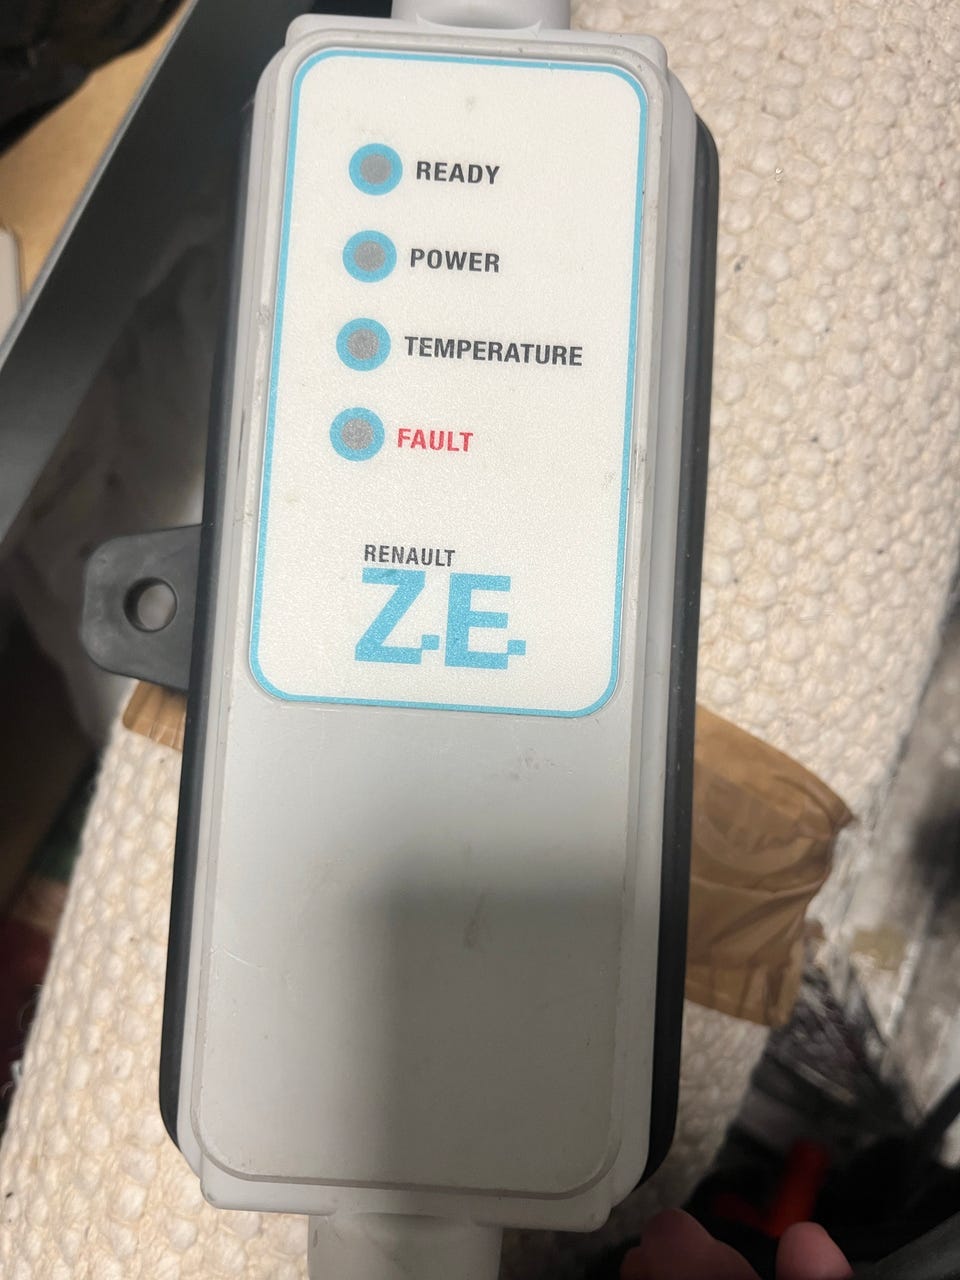 READY
POWER
TEMPERATURE
FAULT
RENAULT
Z.E.